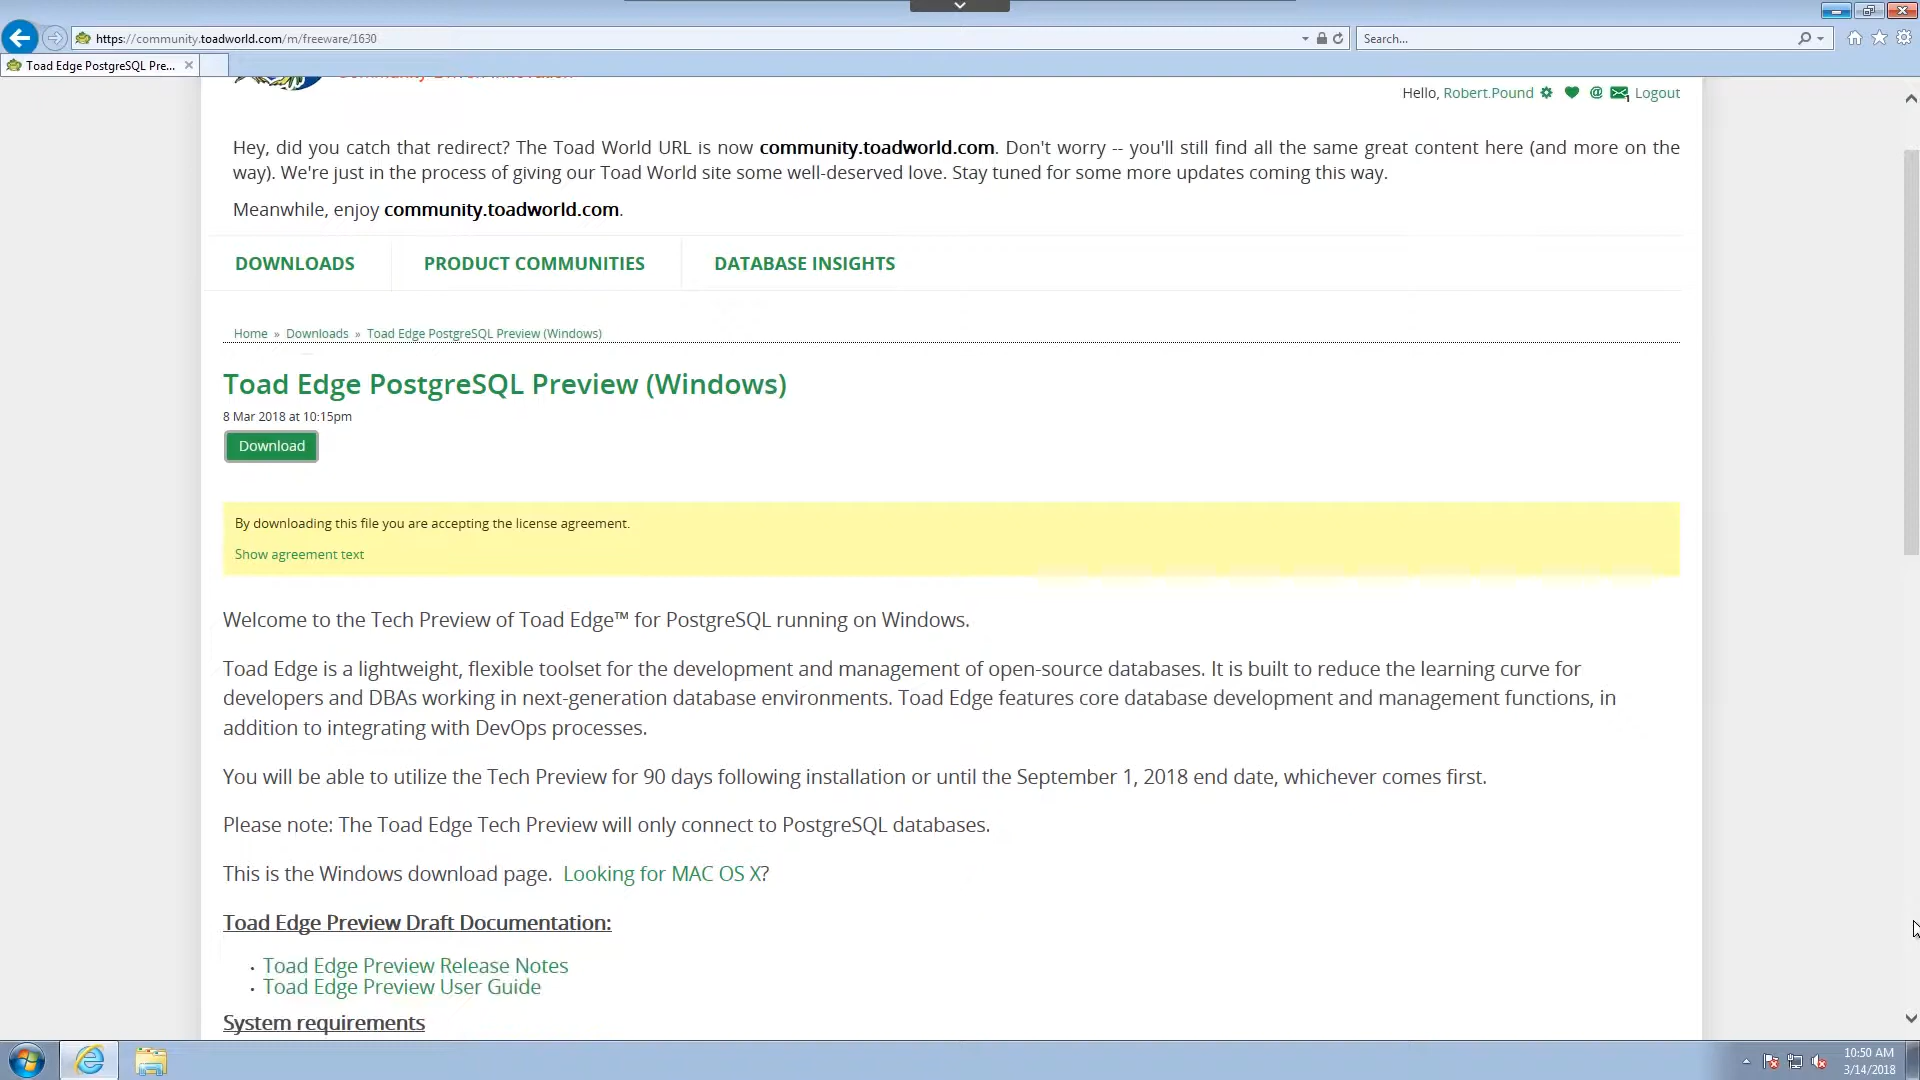 https://community.toadworld.com/m/freeware/1630
Search...
Toad Edge PostgreSQL Pre...
Hello, Robert.Pound Logout
Hey, did you catch that redirect? The Toad World URL is now community.toadworld.com. Don't worry -- you'll still find all the same great content here (and more on the
way). We're just in the process of giving our Toad World site some well-deserved love. Stay tuned for some more updates coming this way.
Meanwhile, enjoy community.toadworld.com.
DOWNLOADS
PRODUCT COMMUNITIES
DATABASE INSIGHTS
Home » Downloads » Toad Edge PostgreSQL Preview (Windows)
Toad Edge PostgreSQL Preview (Windows)
8 Mar 2018 at 10:15pm
Download
By downloading this file you are accepting the license agreement.
Show agreement text
Welcome to the Tech Preview of Toad Edge™ for PostgreSQL running on Windows.
Toad Edge is a lightweight, flexible toolset for the development and management of open-source databases. It is built to reduce the learning curve for
developers and DBAs working in next-generation database environments. Toad Edge features core database development and management functions, in
addition to integrating with DevOps processes.
You will be able to utilize the Tech Preview for 90 days following installation or until the September 1, 2018 end date, whichever comes first.
Please note: The Toad Edge Tech Preview will only connect to PostgreSQL databases.
This is the Windows download page. Looking for MAC OS X?
Toad Edge Preview Draft Documentation:
· Toad Edge Preview Release Notes
· Toad Edge Preview User Guide
System requirements
10:50 AM
3/14/2018